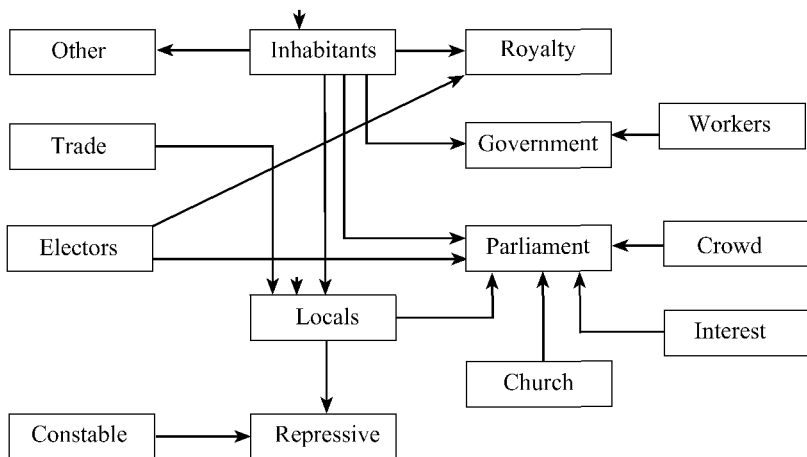 Other
Inhabitants
Royalty
Trade
Government
Workers
Electors
Parliament
Crowd
Locals
Interest
Church
Constable
Repressive